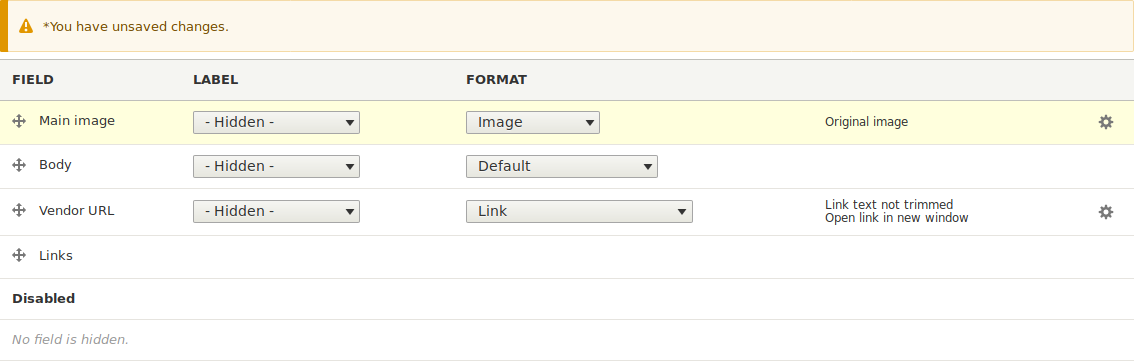 *You have unsaved changes.
FIELD LABEL FORMAT
Main image - Hidden - Image Original image
Body - Hidden - Default
Vendor URL - Hidden - Link Link text not trimmed
Open link in new window
Links
Disabled
No field is hidden.